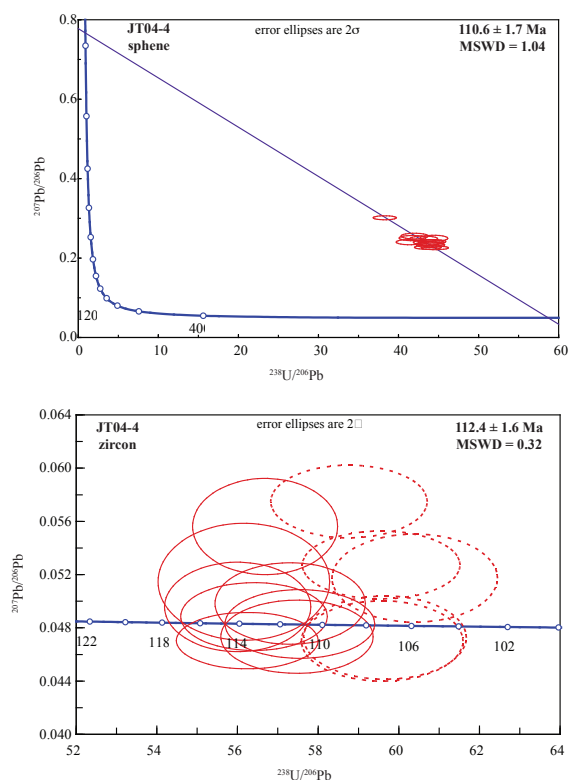 JT04-4 error ellipses are 2σ 110.6 ± 1.7 Ma
sphene MSWD = 1.04
0.8
0.6
0.4
0.2
0.0
207Pb/206Pb
120
400
0 10 20 30 40 50 60
238U/206Pb
JT04-4 error ellipses are 2□ 112.4 ± 1.6 Ma
zircon MSWD = 0.32
0.064
0.060
0.056
0.052
0.048
0.044
0.040
207Pb/206Pb
122 118 114 110 106 102
52 54 56 58 60 62 64
238U/206Pb